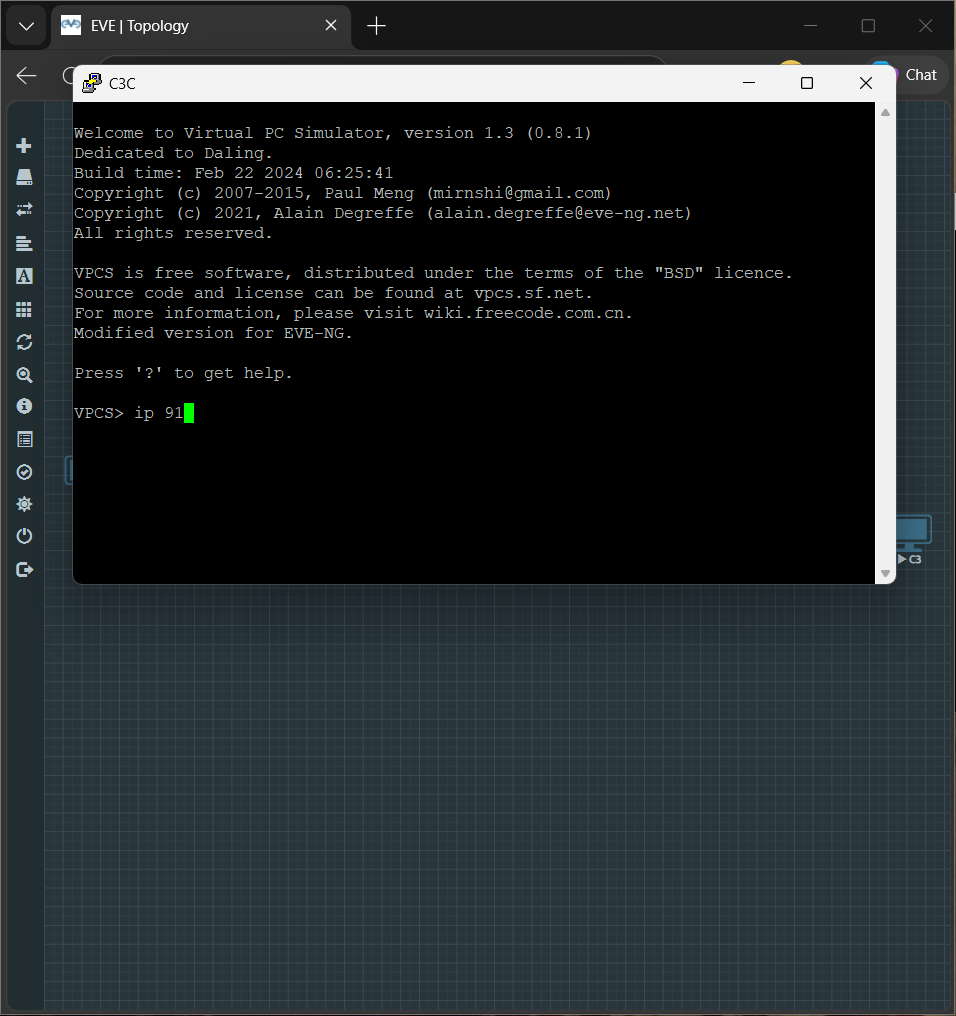 EVE | Topology
Chat
C3C
Welcome to Virtual PC Simulator, version 1.3 (0.8.1)
Dedicated to Daling.
Build time: Feb 22 2024 06:25:41
Copyright (c) 2007-2015, Paul Meng (mirnshi@gmail.com)
Copyright (c) 2021, Alain Degreffe (alain.degreffe@eve-ng.net)
All rights reserved.
VPCS is free software, distributed under the terms of the "BSD" licence.
Source code and license can be found at vpcs.sf.net.
For more information, please visit wiki.freecode.com.cn.
Modified version for EVE-NG.
Press '?' to get help.
VPCS> ip 91
C3